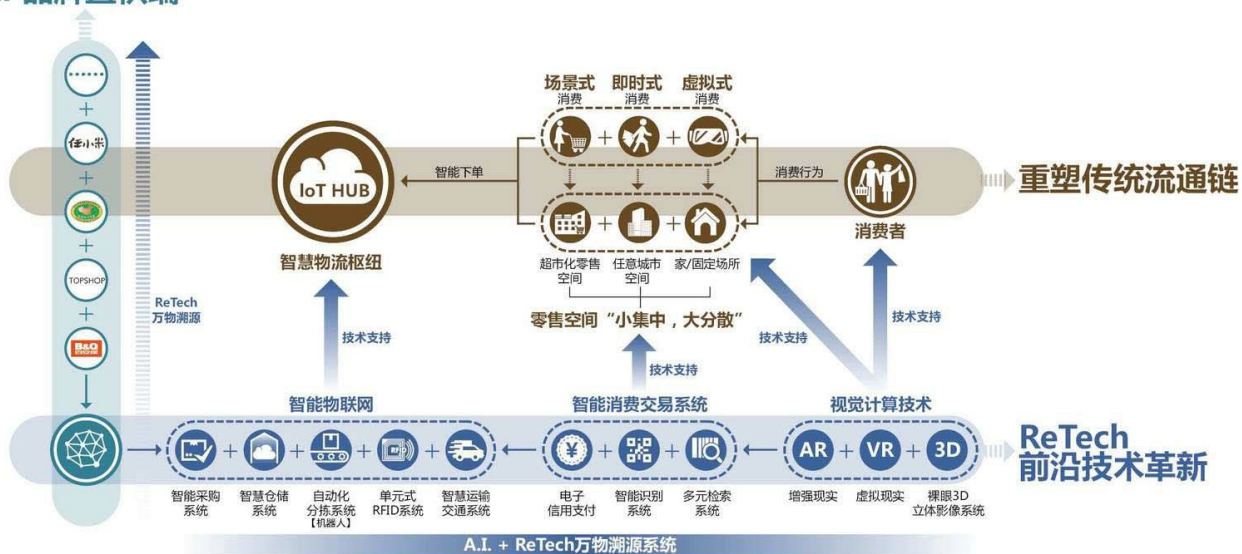 品牌直供端
场景式
消费
即时式
消费
虚拟式
消费
任小米
TOPSHOP
B&Q
IoT HUB
智慧物流枢纽
智能下单
消费行为
消费者
重塑传统流通链
超市化零售
空间
任意城市
空间
家/固定场所
零售空间“小集中，大分散”
ReTech
万物溯源
技术支持
技术支持
技术支持
技术支持
智能物联网
智能消费交易系统
视觉计算技术
RFID
¥
AR
VR
3D
ReTech
前沿技术革新
智能采购
系统
智慧仓储
系统
自动化
分拣系统
【机器人】
单元式
RFID系统
智慧运输
交通系统
电子
信用支付
智能识别
系统
多元检索
系统
增强现实
虚拟现实
裸眼3D
立体影像系统
A.I. + ReTech万物溯源系统